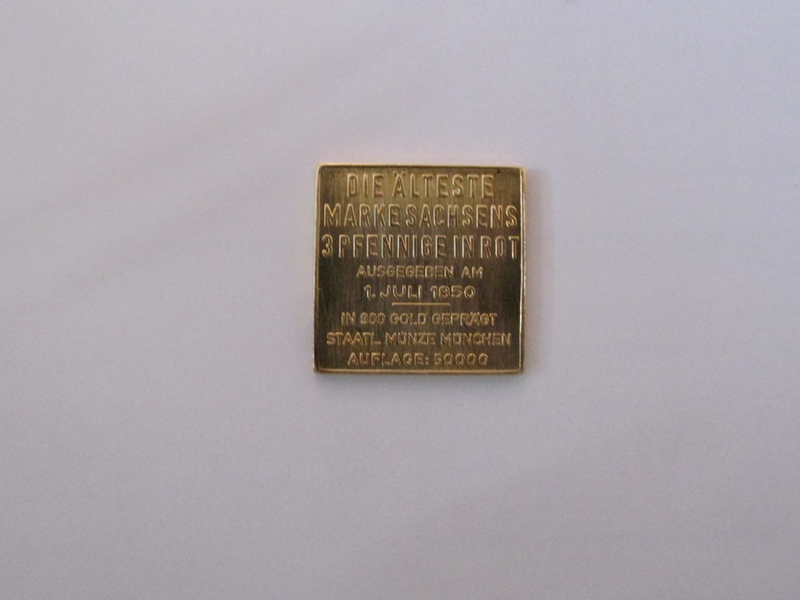 DIE ÄLTESTE
MARKE SACHSENS
3 PFENNIGE IN ROT
AUSGEGEBEN AM
1. JULI 1850
IN 900 GOLD GEPRÄGT
STAATL. MÜNZE MÜNCHEN
AUFLAGE: 50000